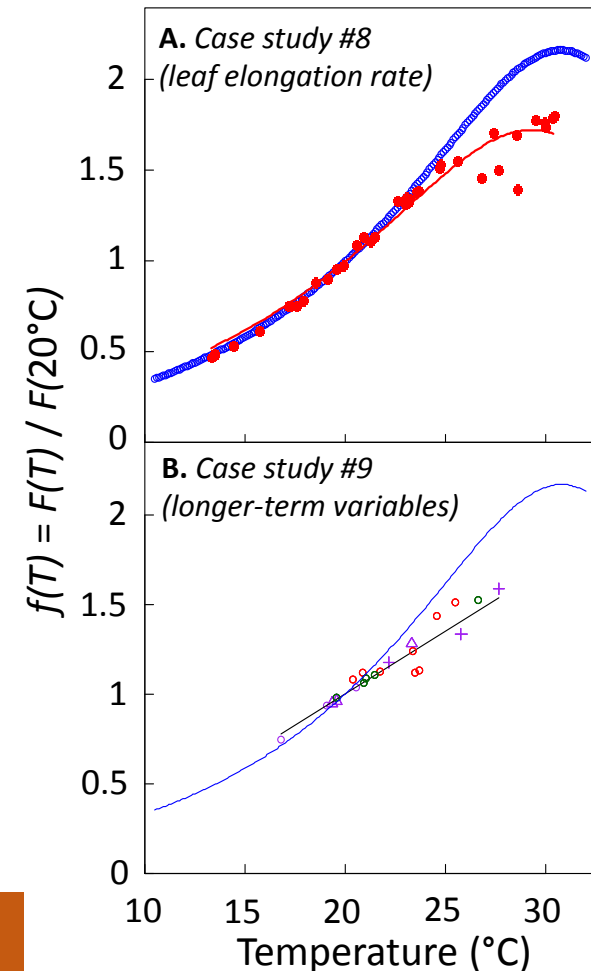 A. Case study #8
(leaf elongation rate)
2
1.5
1
0.5
0
f(T) = F(T) / F(20°C)
B. Case study #9
(longer-term variables)
2
1.5
1
0.5
0
10 15 20 25 30
Temperature (°C)